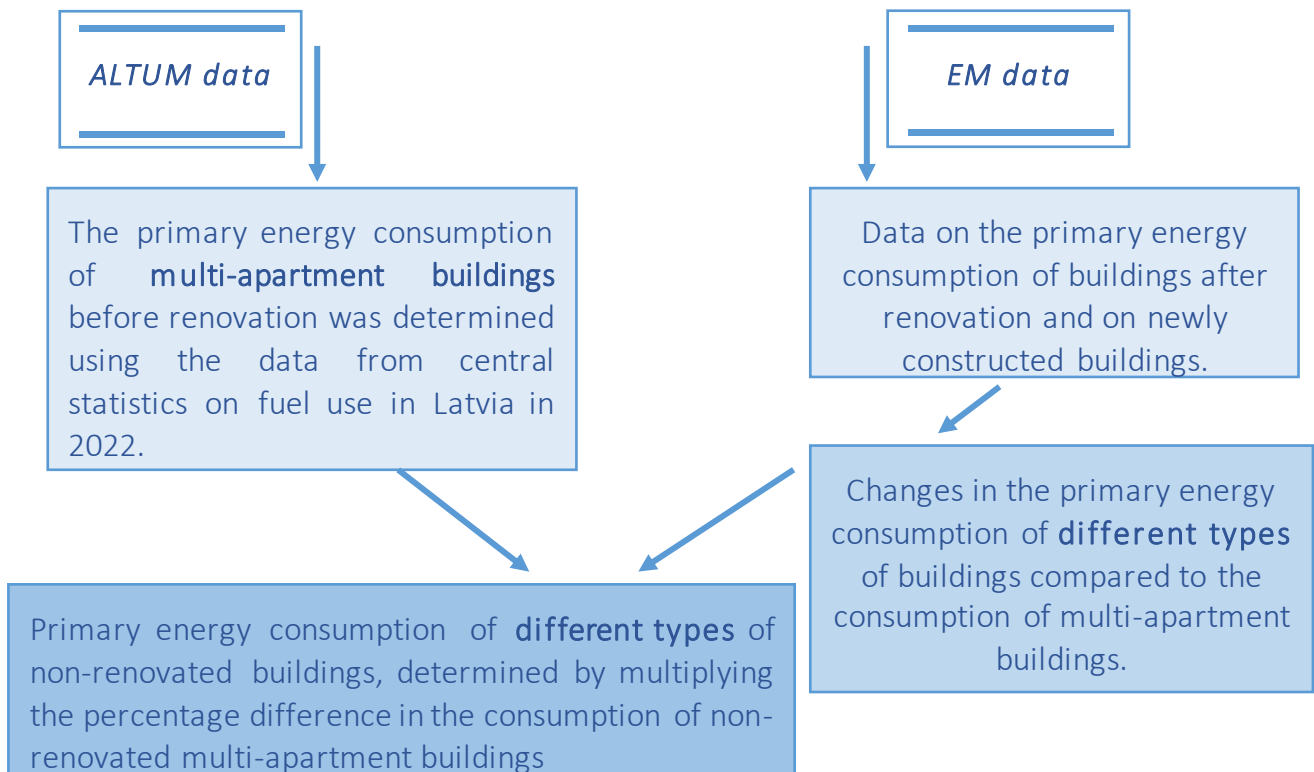 ALTUM data
EM data
The primary energy consumption
of multi-apartment buildings
before renovation was determined
using the data from central
statistics on fuel use in Latvia in
2022.
Data on the primary energy
consumption of buildings after
renovation and on newly
constructed buildings.
Changes in the primary energy
consumption of different types
of buildings compared to the
consumption of multi-apartment
buildings.
Primary energy consumption of different types of
non-renovated buildings, determined by multiplying
the percentage difference in the consumption of non-
renovated multi-apartment buildings